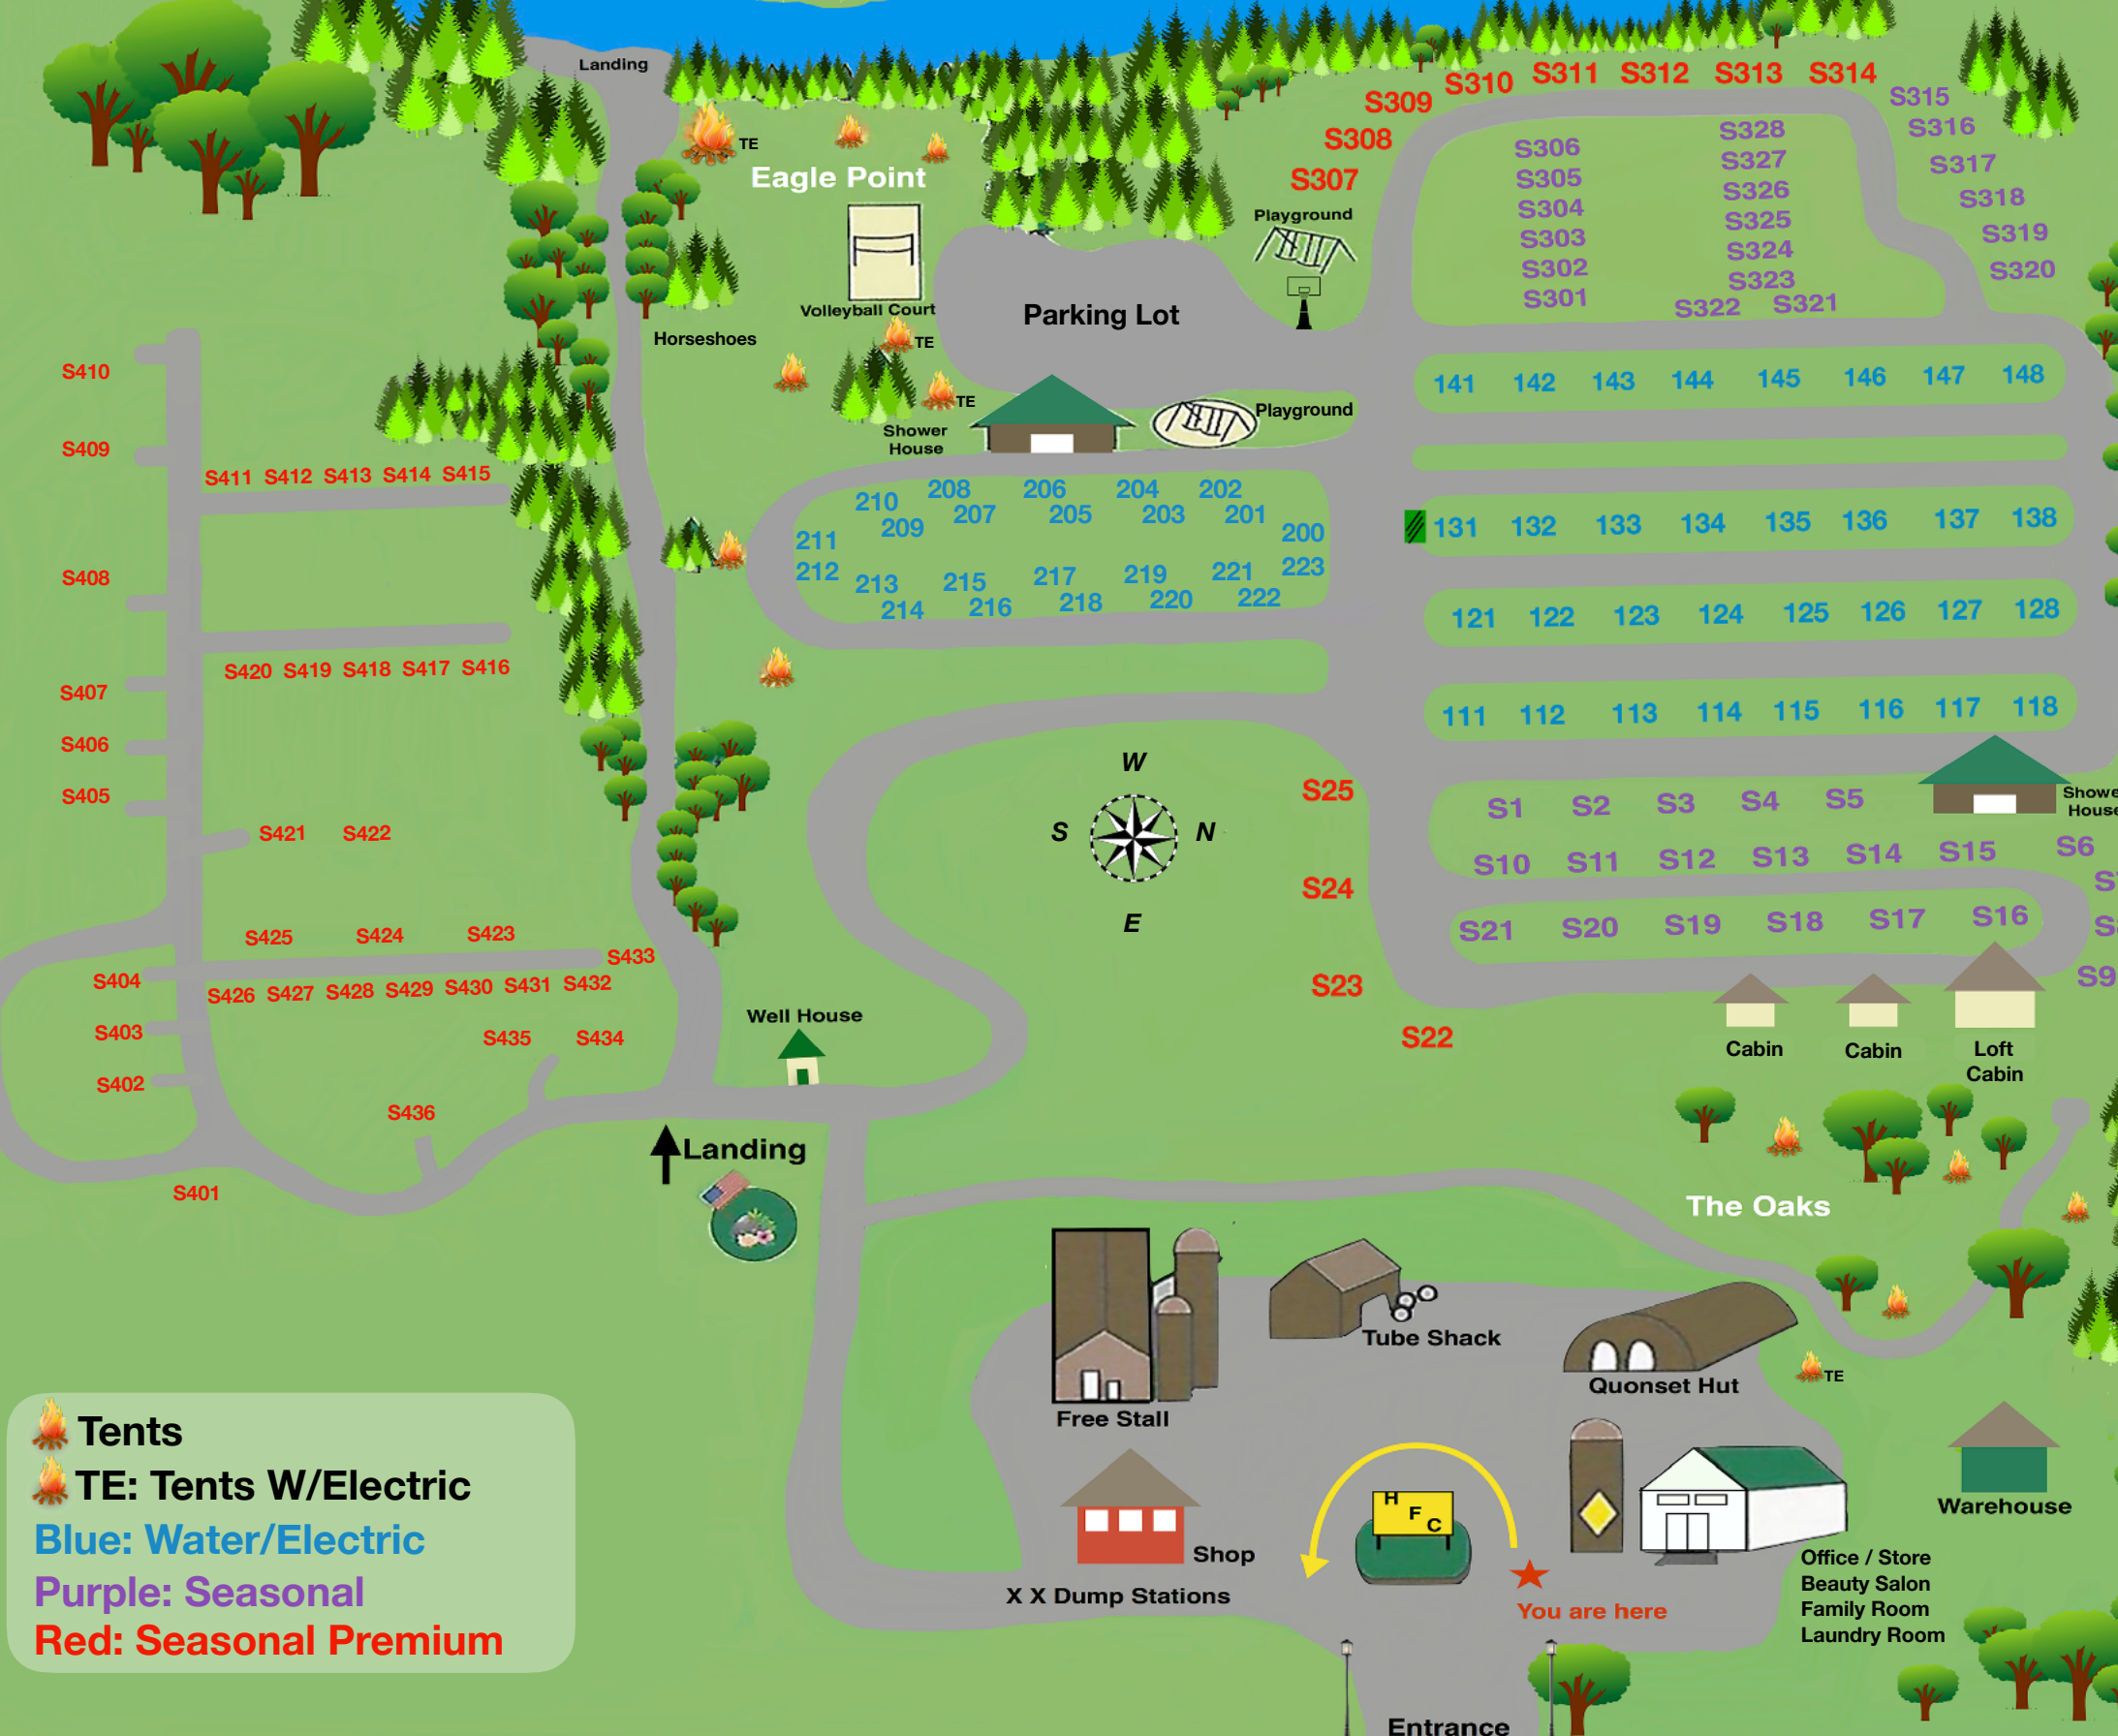 Landing
S310 S311 S312 S313 S314
S309
S315
S308
S316
TE
S307
S317
Eagle Point
S318
Playground
S319
S320
S306
S305
S304
S303
S302
S301
S328
S327
S326
S325
S324
S323
S322 S321
Volleyball Court
Parking Lot
Horseshoes
TE
TE
Shower
House
Playground
141 142 143 144 145 146 147 148
S410
S409
S411 S412 S413 S414 S415
S408
S420 S419 S418 S417 S416
S407
S406
S405
S421 S422
210 208 206 204 202
209 207 205 203 201
211 200
212 223
213 215 217 219 221
214 216 218 220 222
131 132 133 134 135 136 137 138
121 122 123 124 125 126 127 128
111 112 113 114 115 116 117 118
W
S N
E
S25
S24
S23
S22
S1 S2 S3 S4 S5
Showe
House
S10 S11 S12 S13 S14 S15 S6
S21 S20 S19 S18 S17 S16
S9
Cabin
Cabin
Loft
Cabin
S425 S424 S423
S433
S404
S426 S427 S428 S429 S430 S431 S432
S403
S435 S434
S402
S436
S401
Well House
Landing
The Oaks
Tube Shack
Quonset Hut
TE
Free Stall
Warehouse
H
F
C
Shop
X X Dump Stations
You are here
Office / Store
Beauty Salon
Family Room
Laundry Room
Entrance
Tents
TE: Tents W/Electric
Blue: Water/Electric
Purple: Seasonal
Red: Seasonal Premium